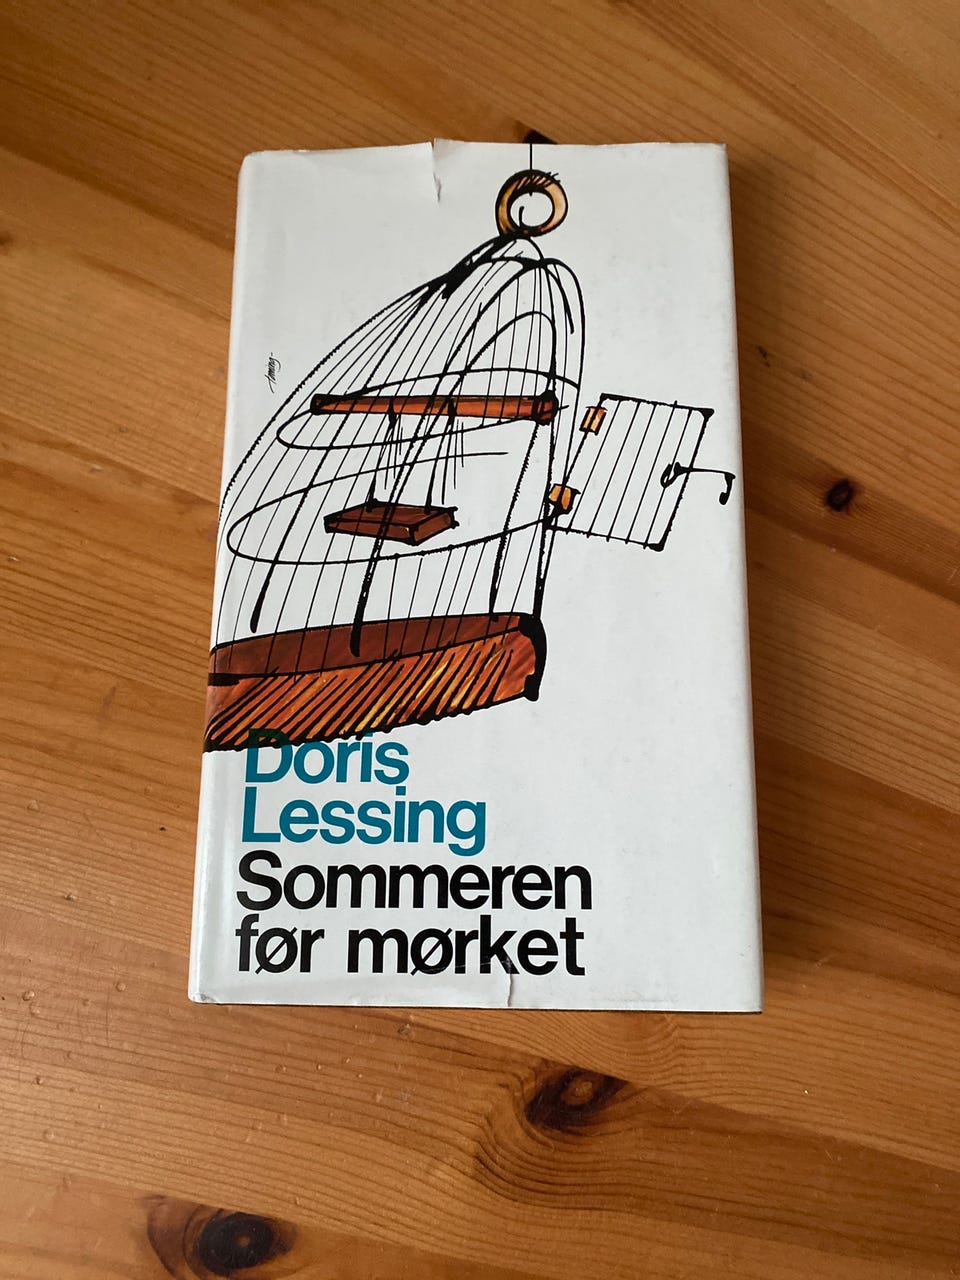 Doris
Lessing
Sommeren
før mørket